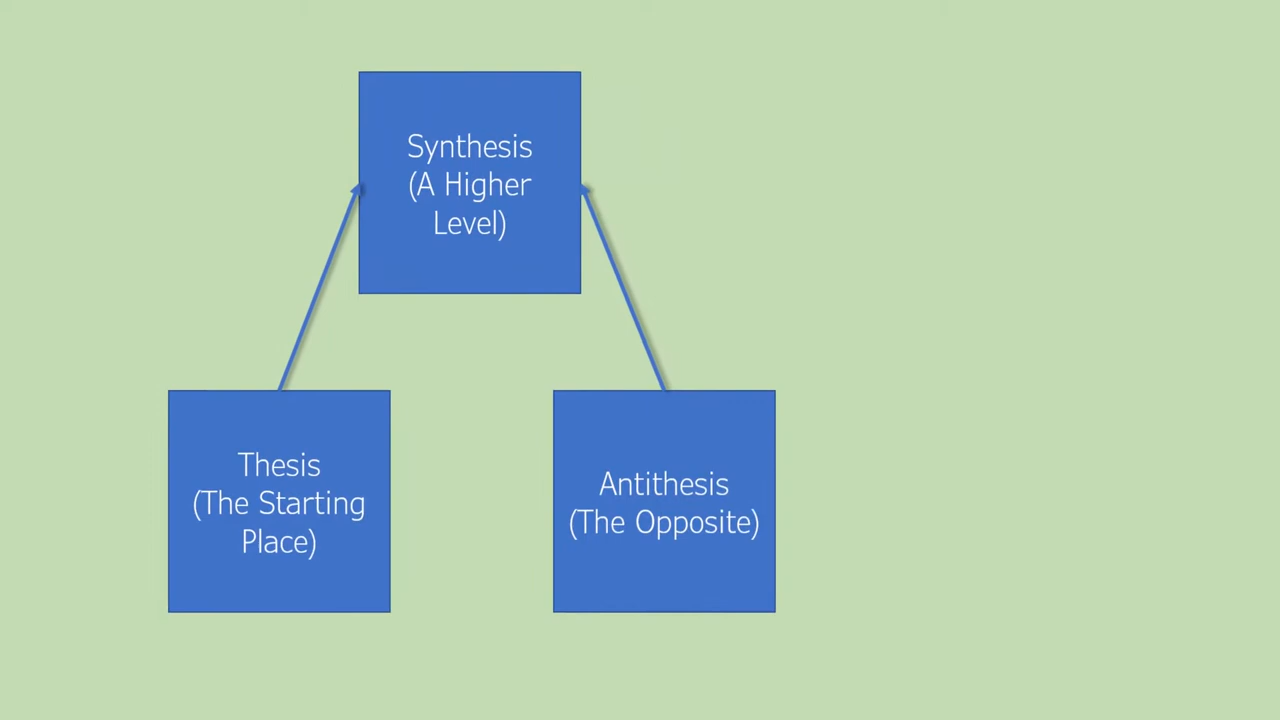 Synthesis
(A Higher
Level)
Thesis
(The Starting
Place)
Antithesis
(The Opposite)